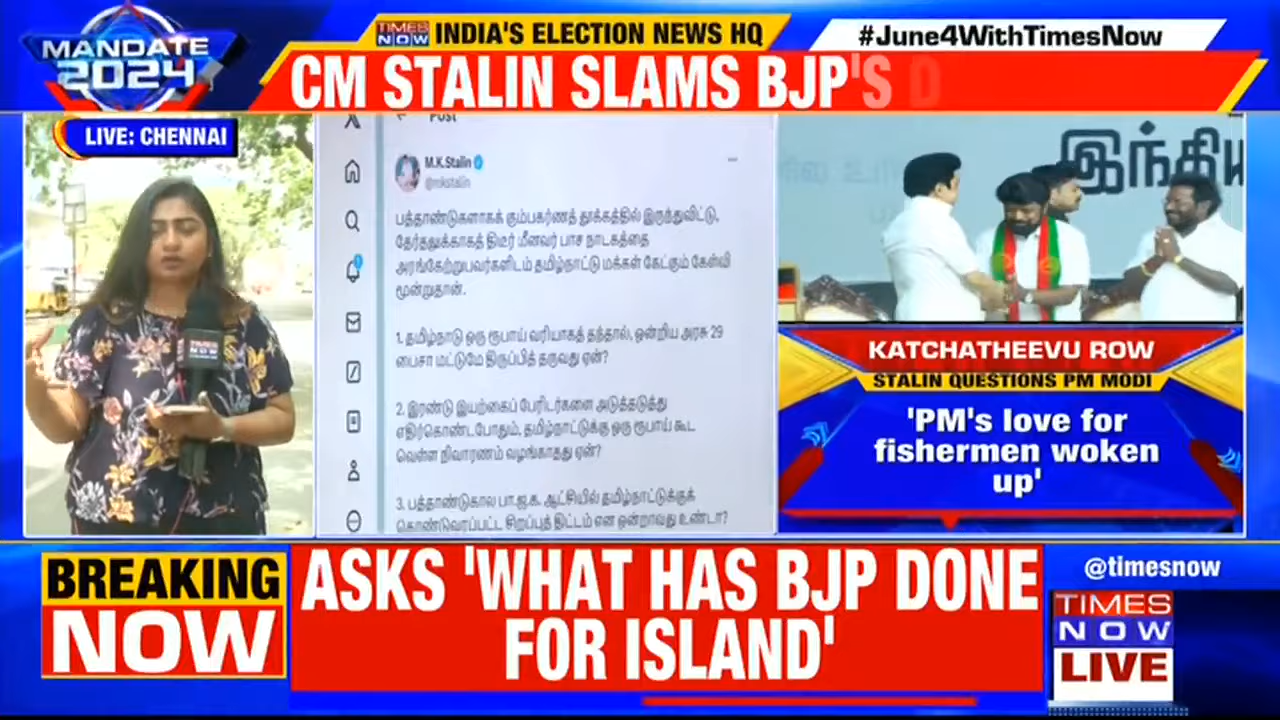 MANDATE
2024
TIMES NOW INDIA'S ELECTION NEWS HQ
#June4WithTimesNow
CM STALIN SLAMS BJP'S D
LIVE: CHENNAI
Post
M.K.Stalin
@mkstalin
பத்தாண்டுகளாகக் கும்பகர்ணத் தூக்கத்தில் இருந்துவிட்டு,
தேர்தலுக்காகத் திடீர் மீனவர் பாச நாடகத்தை
அரங்கேற்றுபவர்களிடம் தமிழ்நாட்டு மக்கள் கேட்கும் கேள்வி
மூன்றுதான்.
1. தமிழ்நாடு ஒரு ரூபாய் வரியாகத் தந்தால், ஒன்றிய அரசு 29
பைசா மட்டுமே திருப்பித் தருவது ஏன்?
2. இரண்டு இயற்கைப் பேரிடர்களை அடுத்தடுத்து
எதிர்கொண்டபோதும், தமிழ்நாட்டுக்கு ஒரு ரூபாய் கூட
வெள்ள நிவாரணம் வழங்காதது ஏன்?
3. பத்தாண்டுகால பா.ஜ.க. ஆட்சியில் தமிழ்நாட்டுக்குக்
கொண்டுவரப்பட்ட சிறப்புத் திட்டம் என ஒன்றாவது உண்டா?
இந்திய
TIMES
NOW
KATCHATHEEVU ROW
STALIN QUESTIONS PM MODI
'PM's love for
fishermen woken
up'
BREAKING
NOW
ASKS 'WHAT HAS BJP DONE
FOR ISLAND'
@timesnow
TIMES
NOW
LIVE